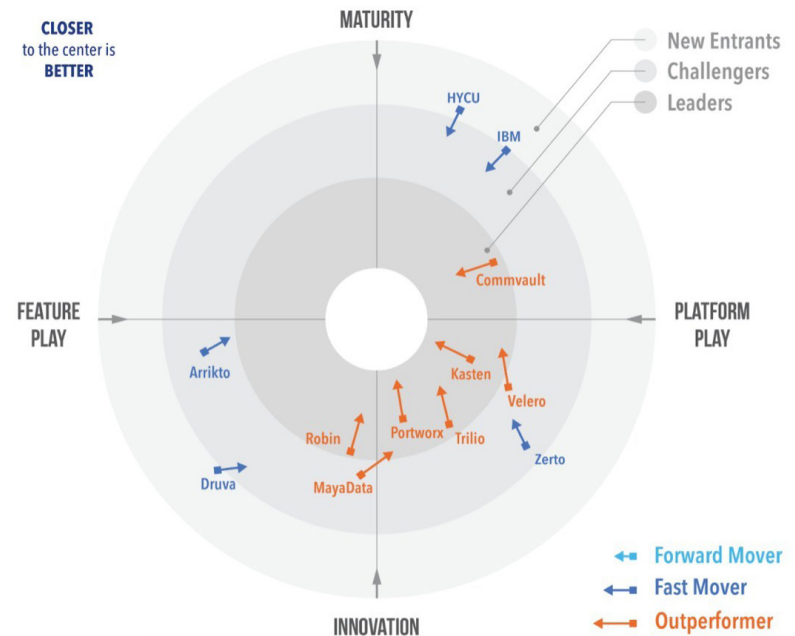 CLOSER
to the center is
BETTER
MATURITY
New Entrants
Challengers
Leaders
HYCU
IBM
Commvault
FEATURE
PLAY
PLATFORM
PLAY
Arrikto
Kasten
Velero
Robin
Portworx
Trilio
Zerto
Druva
MayaData
Forward Mover
Fast Mover
Outperformer
INNOVATION